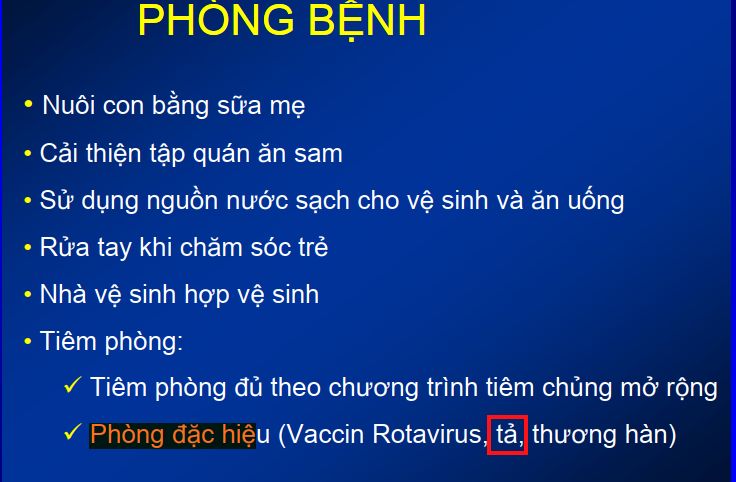 PHÒNG BỆNH
• Nuôi con bằng sữa mẹ
• Cải thiện tập quán ăn sam
• Sử dụng nguồn nước sạch cho vệ sinh và ăn uống
• Rửa tay khi chăm sóc trẻ
• Nhà vệ sinh hợp vệ sinh
• Tiêm phòng:
✓ Tiêm phòng đủ theo chương trình tiêm chủng mở rộng
✓ Phòng đặc hiệu (Vaccin Rotavirus, tả, thương hàn)